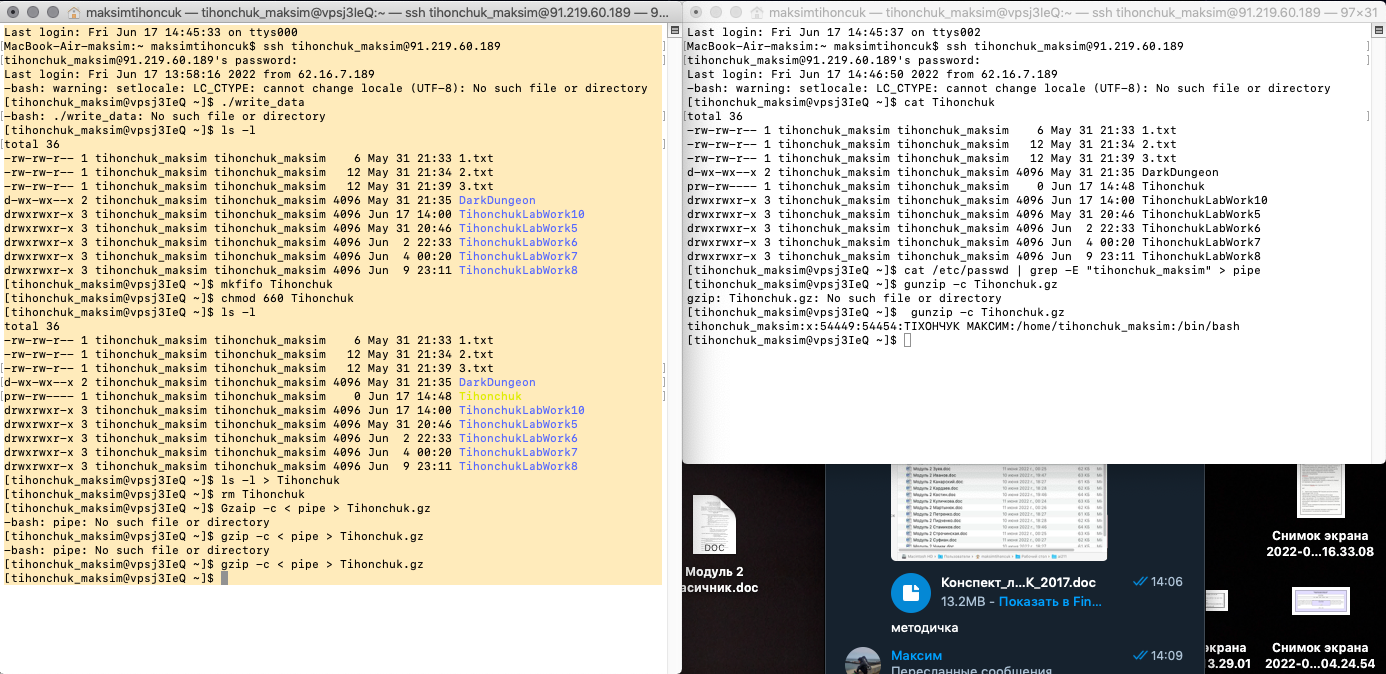 maksimtihoncuk — tihonchuk_maksim@vpsj3IeQ:~ — ssh tihonchuk_maksim@91.219.60.189 — 9...
Last login: Fri Jun 17 14:45:33 on ttys000
[MacBook-Air-maksim:~ maksimtihoncuk$ ssh tihonchuk_maksim@91.219.60.189 ]
[tihonchuk_maksim@91.219.60.189's password: ]
Last login: Fri Jun 17 13:58:16 2022 from 62.16.7.189
-bash: warning: setlocale: LC_CTYPE: cannot change locale (UTF-8): No such file or directory
[tihonchuk_maksim@vpsj3IeQ ~]$ ./write_data
-bash: ./write_data: No such file or directory
[tihonchuk_maksim@vpsj3IeQ ~]$ ls -l
total 36
-rw-rw-r-- 1 tihonchuk_maksim tihonchuk_maksim 6 May 31 21:33 1.txt
-rw-rw-r-- 1 tihonchuk_maksim tihonchuk_maksim 12 May 31 21:34 2.txt
-rw-rw-r-- 1 tihonchuk_maksim tihonchuk_maksim 12 May 31 21:39 3.txt
d-wx-wx--x 2 tihonchuk_maksim tihonchuk_maksim 4096 May 31 21:35 DarkDungeon
drwxrwxr-x 3 tihonchuk_maksim tihonchuk_maksim 4096 Jun 17 14:00 TihonchukLabWork10
drwxrwxr-x 3 tihonchuk_maksim tihonchuk_maksim 4096 May 31 20:46 TihonchukLabWork5
drwxrwxr-x 3 tihonchuk_maksim tihonchuk_maksim 4096 Jun 2 22:33 TihonchukLabWork6
drwxrwxr-x 3 tihonchuk_maksim tihonchuk_maksim 4096 Jun 4 00:20 TihonchukLabWork7
drwxrwxr-x 3 tihonchuk_maksim tihonchuk_maksim 4096 Jun 9 23:11 TihonchukLabWork8
[tihonchuk_maksim@vpsj3IeQ ~]$ mkfifo Tihonchuk
[tihonchuk_maksim@vpsj3IeQ ~]$ chmod 660 Tihonchuk
[tihonchuk_maksim@vpsj3IeQ ~]$ ls -l
total 36
-rw-rw-r-- 1 tihonchuk_maksim tihonchuk_maksim 6 May 31 21:33 1.txt
-rw-rw-r-- 1 tihonchuk_maksim tihonchuk_maksim 12 May 31 21:34 2.txt
-rw-rw-r-- 1 tihonchuk_maksim tihonchuk_maksim 12 May 31 21:39 3.txt
d-wx-wx--x 2 tihonchuk_maksim tihonchuk_maksim 4096 May 31 21:35 DarkDungeon
prw-rw---- 1 tihonchuk_maksim tihonchuk_maksim 0 Jun 17 14:48 Tihonchuk
drwxrwxr-x 3 tihonchuk_maksim tihonchuk_maksim 4096 Jun 17 14:00 TihonchukLabWork10
drwxrwxr-x 3 tihonchuk_maksim tihonchuk_maksim 4096 May 31 20:46 TihonchukLabWork5
drwxrwxr-x 3 tihonchuk_maksim tihonchuk_maksim 4096 Jun 2 22:33 TihonchukLabWork6
drwxrwxr-x 3 tihonchuk_maksim tihonchuk_maksim 4096 Jun 4 00:20 TihonchukLabWork7
drwxrwxr-x 3 tihonchuk_maksim tihonchuk_maksim 4096 Jun 9 23:11 TihonchukLabWork8
[tihonchuk_maksim@vpsj3IeQ ~]$ ls -l > Tihonchuk
[tihonchuk_maksim@vpsj3IeQ ~]$ rm Tihonchuk
[tihonchuk_maksim@vpsj3IeQ ~]$ Gzaip -c < pipe > Tihonchuk.gz
-bash: pipe: No such file or directory
[tihonchuk_maksim@vpsj3IeQ ~]$ gzip -c < pipe > Tihonchuk.gz
-bash: pipe: No such file or directory
[tihonchuk_maksim@vpsj3IeQ ~]$ gzip -c < pipe > Tihonchuk.gz
[tihonchuk_maksim@vpsj3IeQ ~]$
maksimtihoncuk — tihonchuk_maksim@vpsj3IeQ:~ — ssh tihonchuk_maksim@91.219.60.189 — 97×31
Last login: Fri Jun 17 14:45:37 on ttys002
[MacBook-Air-maksim:~ maksimtihoncuk$ ssh tihonchuk_maksim@91.219.60.189 ]
[tihonchuk_maksim@91.219.60.189's password: ]
Last login: Fri Jun 17 14:46:50 2022 from 62.16.7.189
-bash: warning: setlocale: LC_CTYPE: cannot change locale (UTF-8): No such file or directory
[tihonchuk_maksim@vpsj3IeQ ~]$ cat Tihonchuk
total 36
-rw-rw-r-- 1 tihonchuk_maksim tihonchuk_maksim 6 May 31 21:33 1.txt
-rw-rw-r-- 1 tihonchuk_maksim tihonchuk_maksim 12 May 31 21:34 2.txt
-rw-rw-r-- 1 tihonchuk_maksim tihonchuk_maksim 12 May 31 21:39 3.txt
d-wx-wx--x 2 tihonchuk_maksim tihonchuk_maksim 4096 May 31 21:35 DarkDungeon
prw-rw---- 1 tihonchuk_maksim tihonchuk_maksim 0 Jun 17 14:48 Tihonchuk
drwxrwxr-x 3 tihonchuk_maksim tihonchuk_maksim 4096 Jun 17 14:00 TihonchukLabWork10
drwxrwxr-x 3 tihonchuk_maksim tihonchuk_maksim 4096 May 31 20:46 TihonchukLabWork5
drwxrwxr-x 3 tihonchuk_maksim tihonchuk_maksim 4096 Jun 2 22:33 TihonchukLabWork6
drwxrwxr-x 3 tihonchuk_maksim tihonchuk_maksim 4096 Jun 4 00:20 TihonchukLabWork7
drwxrwxr-x 3 tihonchuk_maksim tihonchuk_maksim 4096 Jun 9 23:11 TihonchukLabWork8
[tihonchuk_maksim@vpsj3IeQ ~]$ cat /etc/passwd | grep -E "tihonchuk_maksim" > pipe
[tihonchuk_maksim@vpsj3IeQ ~]$ gunzip -c Tihonchuk.gz
gzip: Tihonchuk.gz: No such file or directory
[tihonchuk_maksim@vpsj3IeQ ~]$ gunzip -c Tihonchuk.gz
tihonchuk_maksim:x:54449:54454:ТІХОНЧУК МАКСИМ:/home/tihonchuk_maksim:/bin/bash
[tihonchuk_maksim@vpsj3IeQ ~]$
DOC
Модуль 2
асичник.doc
Конспект_л...К_2017.doc 14:06
13.2MB - Показать в Fin...
методичка
Максим 14:09
Пересланные сообщения
Снимок экрана
2022-0...16.33.08
экрана
3.29.01
Снимок экрана
2022-0...04.24.54